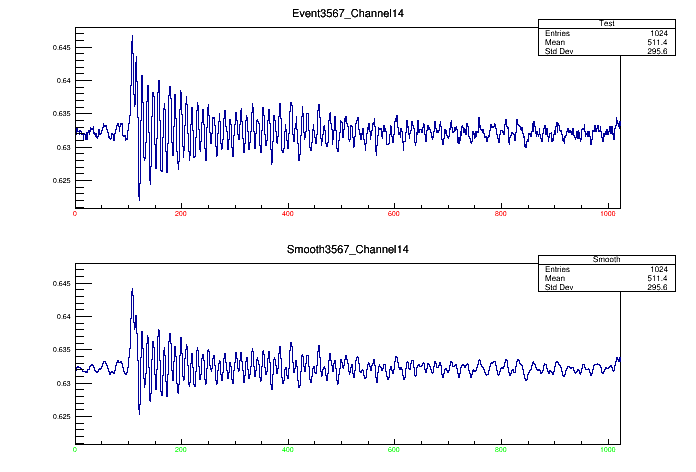 Event3567_Channel14
Test
Entries 1024
Mean 511.4
Std Dev 295.6
0.645
0.64
0.635
0.63
0.625
0 200 400 600 800 1000
Smooth3567_Channel14
Smooth
Entries 1024
Mean 511.4
Std Dev 295.6
0.645
0.64
0.635
0.63
0.625
0 200 400 600 800 1000